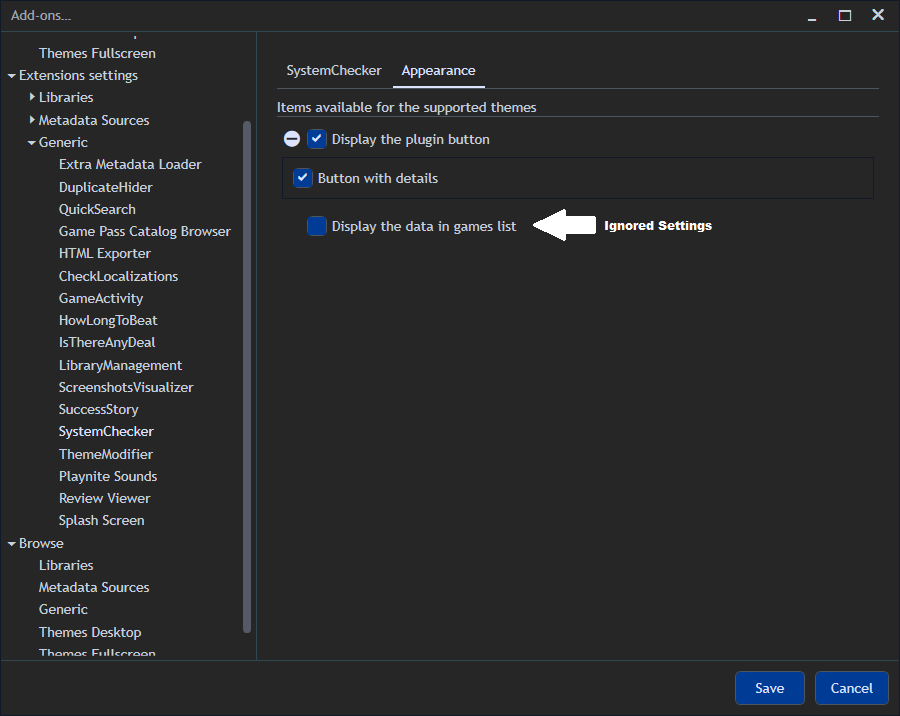 Add-ons...
Themes Fullscreen
Extensions settings
Libraries
Metadata Sources
Generic
Extra Metadata Loader
DuplicateHider
QuickSearch
Game Pass Catalog Browser
HTML Exporter
CheckLocalizations
GameActivity
HowLongToBeat
IsThereAnyDeal
LibraryManagement
ScreenshotsVisualizer
SuccessStory
SystemChecker
ThemeModifier
Playnite Sounds
Review Viewer
Splash Screen
Browse
Libraries
Metadata Sources
Generic
Themes Desktop
Themes Fullscreen
SystemChecker Appearance
Items available for the supported themes
Display the plugin button
Button with details
Display the data in games list Ignored Settings
Save Cancel